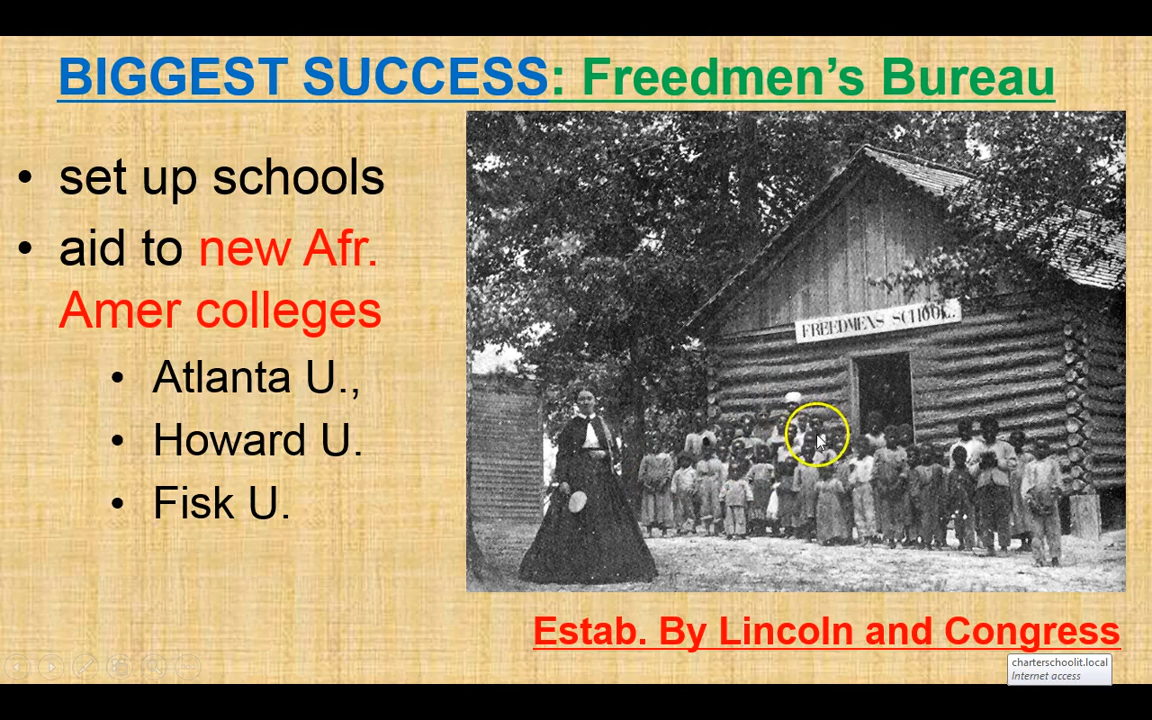 BIGGEST SUCCESS: Freedmen’s Bureau
• set up schools
• aid to new Afr.
Amer colleges
• Atlanta U.,
• Howard U.
• Fisk U.
FREEDMENS SCHOOL.
Estab. By Lincoln and Congress
charterschoolit.local
Internet access